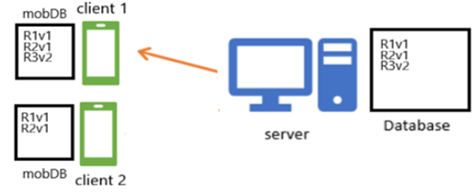 mobDB
client 1
R1v1
R2v1
R3v2
R1v1
R2v1
mobDB
client 2
server
R1v1
R2v1
R3v2
Database